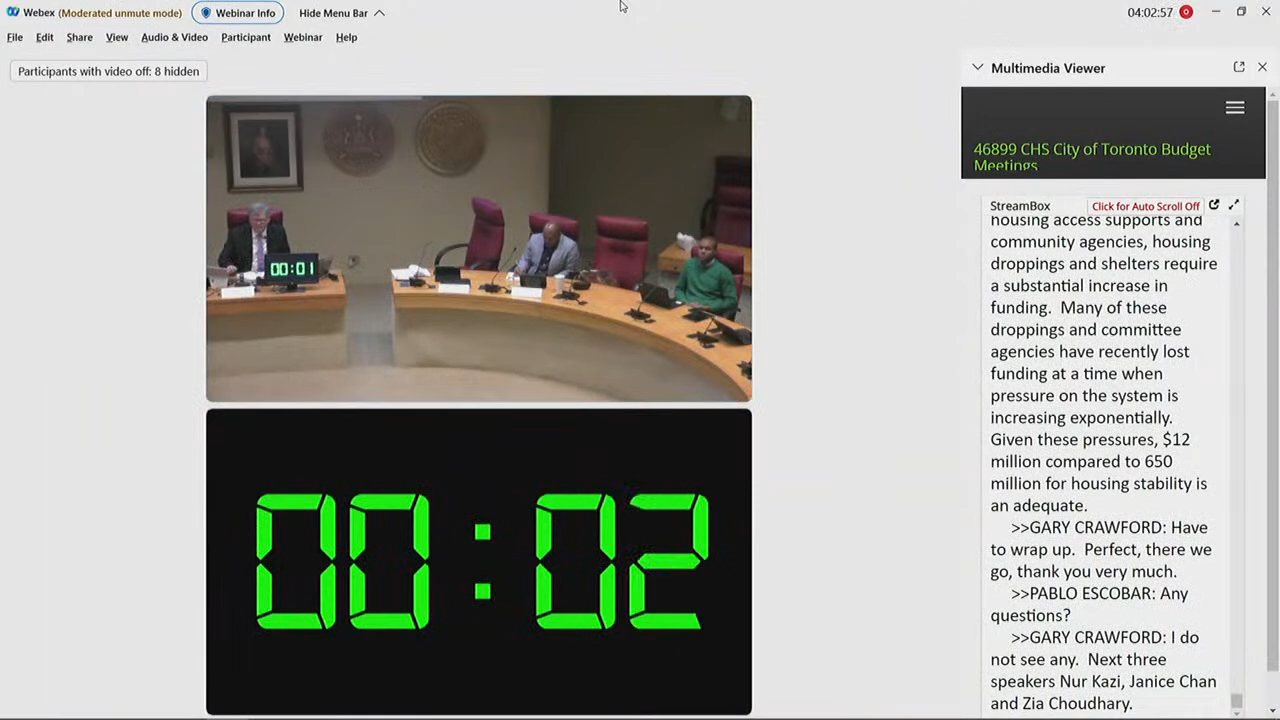 Webex (Moderated unmute mode) Webinar Info Hide Menu Bar 04:02:57
File Edit Share View Audio & Video Participant Webinar Help
Participants with video off: 8 hidden
Multimedia Viewer
46899 CHS City of Toronto Budget
Meetings
StreamBox Click for Auto Scroll Off
housing access supports and
community agencies, housing
droppings and shelters require
a substantial increase in
funding. Many of these
droppings and committee
agencies have recently lost
funding at a time when
pressure on the system is
increasing exponentially.
Given these pressures, $12
million compared to 650
million for housing stability is
an adequate.
>>GARY CRAWFORD: Have
to wrap up. Perfect, there we
go, thank you very much.
>>PABLO ESCOBAR: Any
questions?
>>GARY CRAWFORD: I do
not see any. Next three
speakers Nur Kazi, Janice Chan
and Zia Choudhary.
00:01
00:02